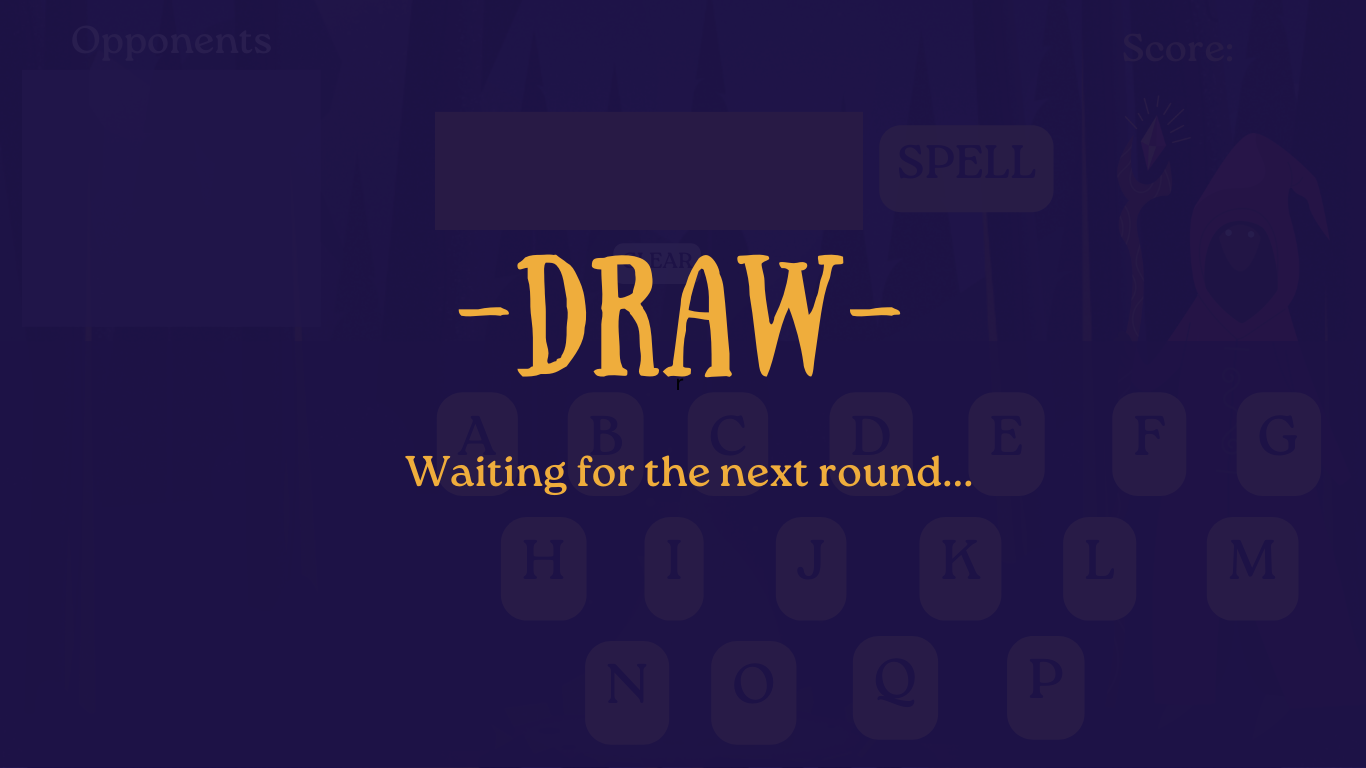 Opponents
Score:
SPELL
CLEAR
-DRAW-
r
A B C D E F G
Waiting for the next round...
H I J K L M
N O Q P